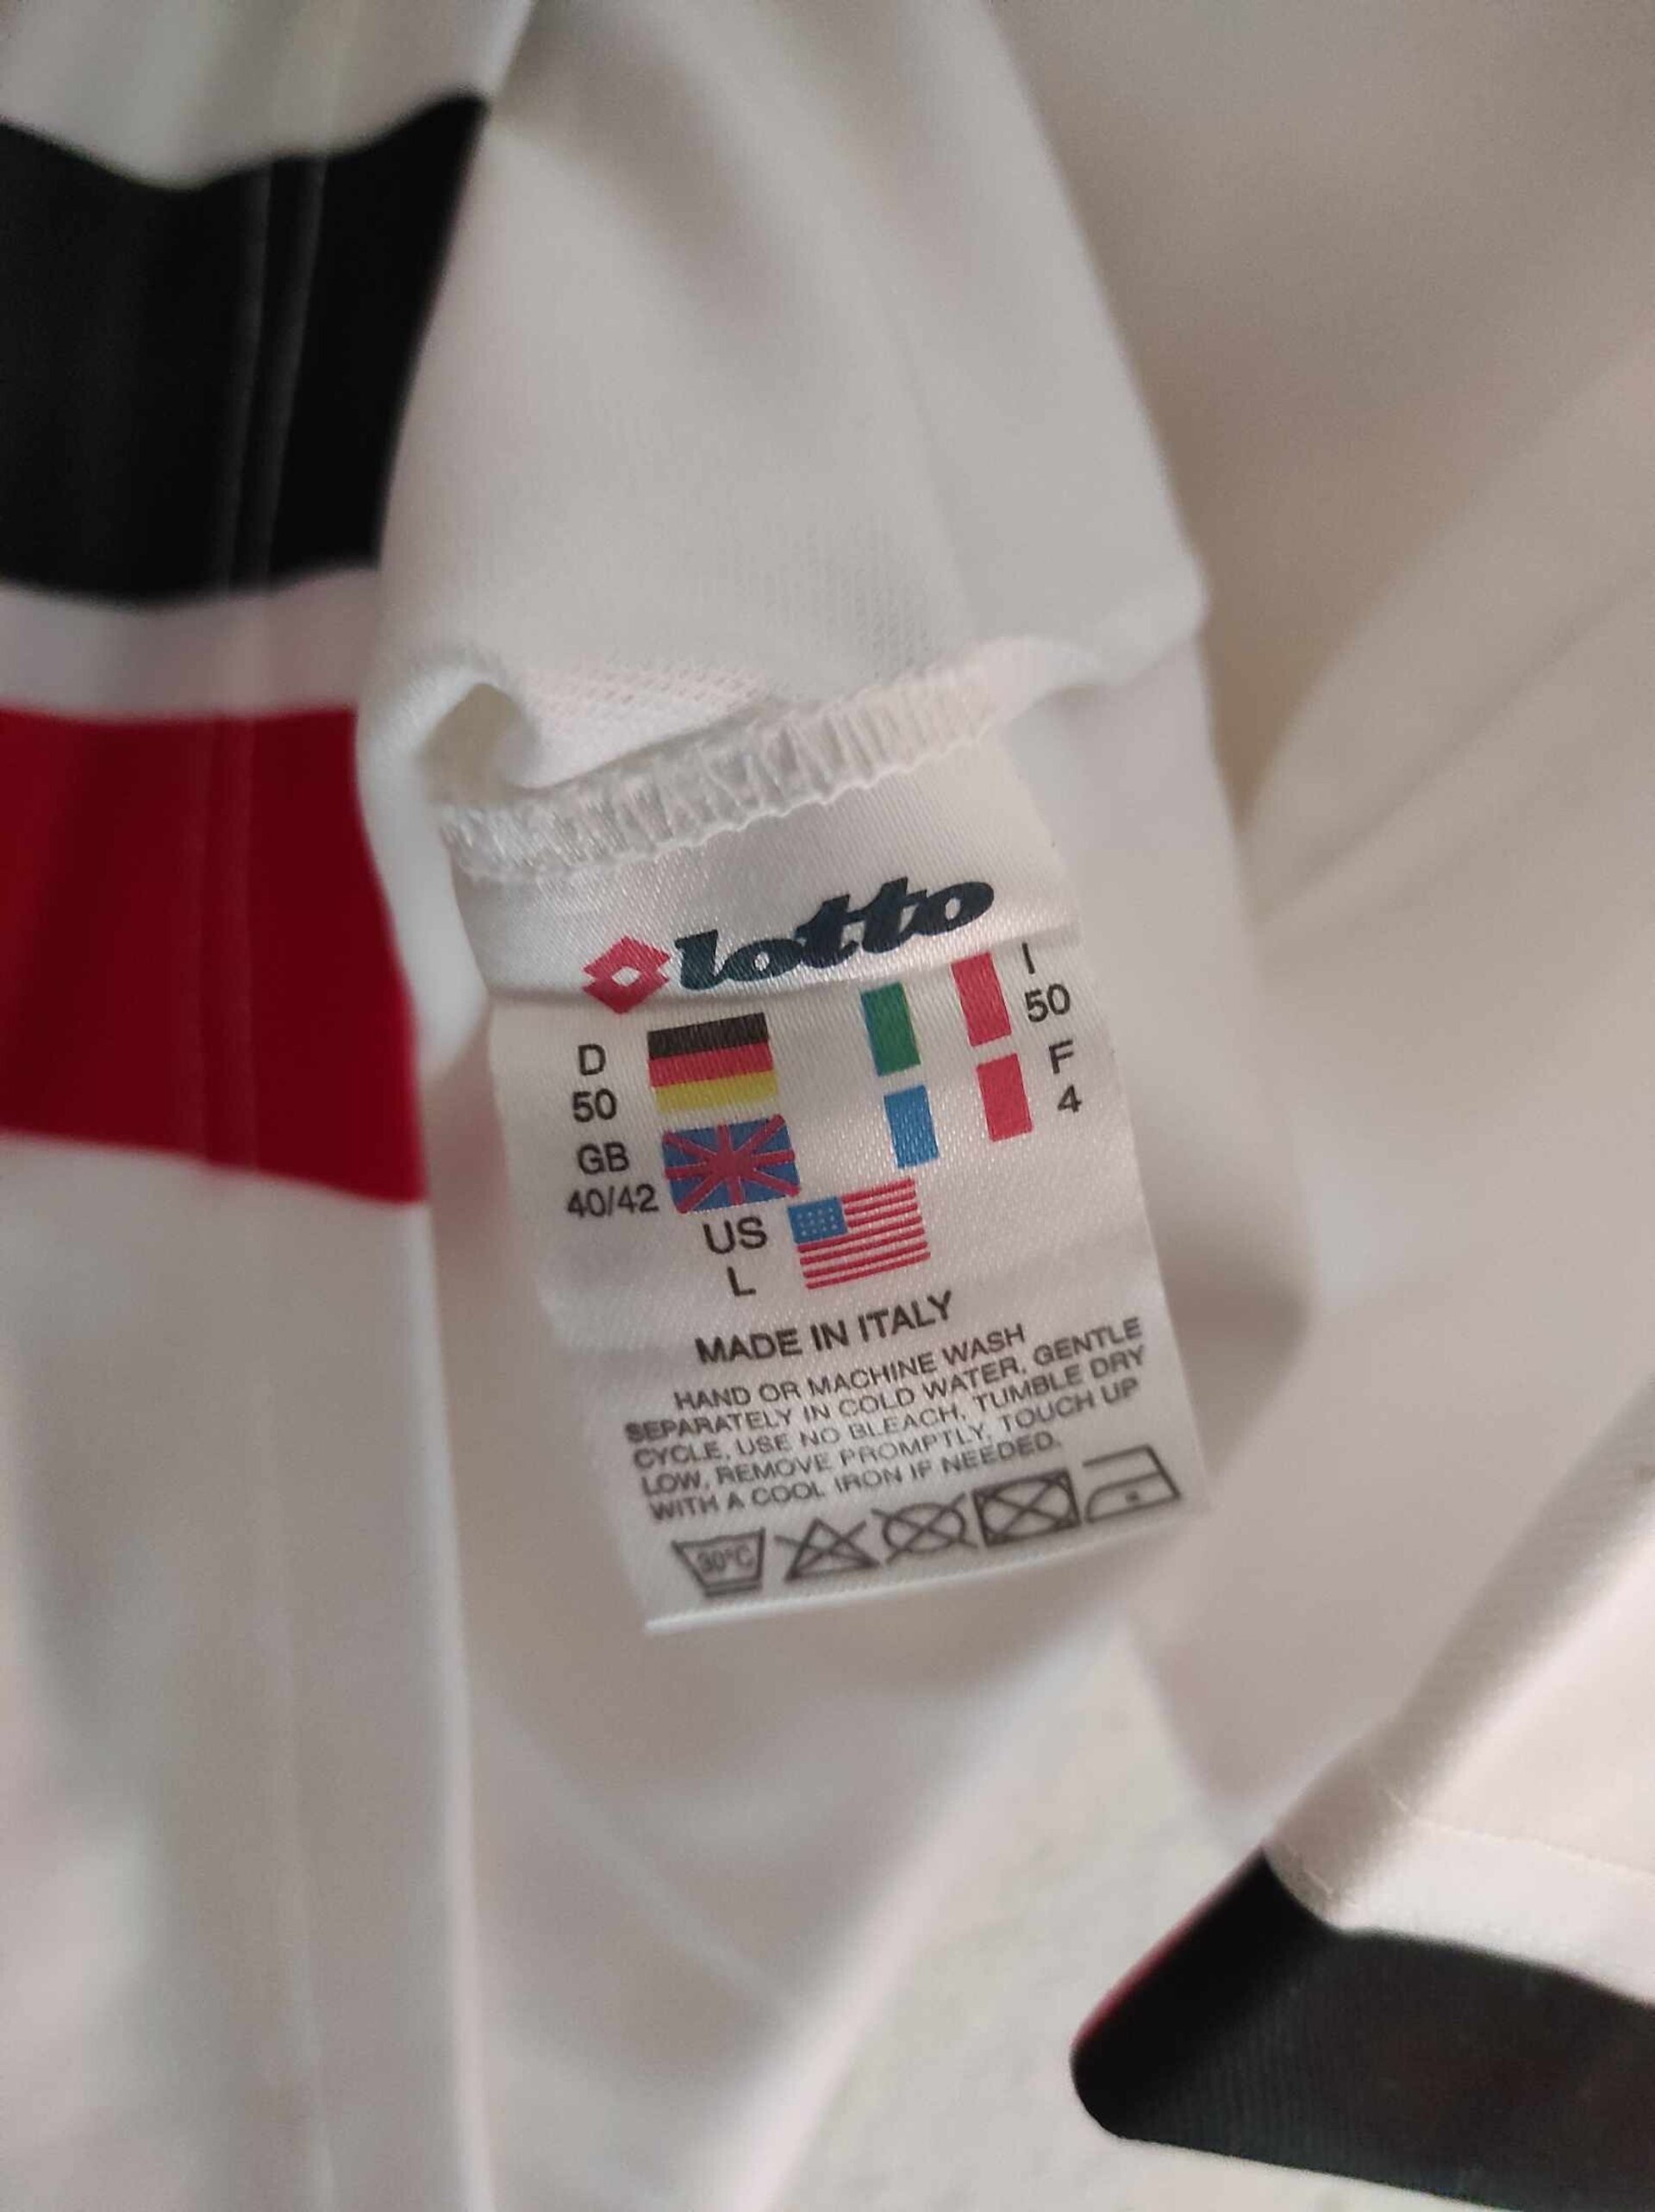 lotto
D
50
I
50
F
4
GB
40/42
US
L
MADE IN ITALY
HAND OR MACHINE WASH
SEPARATELY IN COLD WATER, GENTLE
CYCLE, USE NO BLEACH, TUMBLE DRY
LOW, REMOVE PROMPTLY, TOUCH UP
WITH A COOL IRON IF NEEDED.
30°C